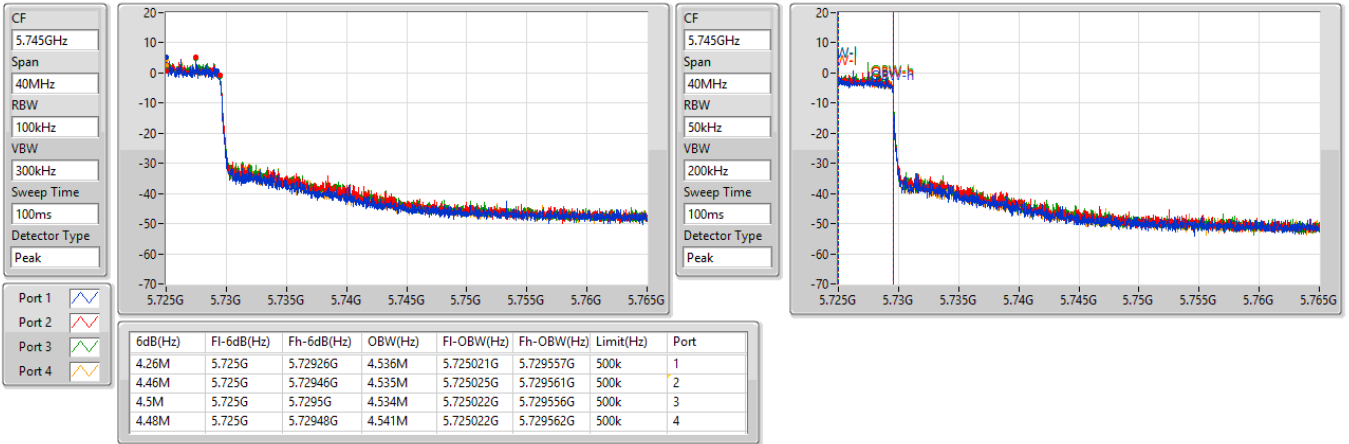 CF
5.745GHz
Span
40MHz
RBW
100kHz
VBW
300kHz
Sweep Time
100ms
Detector Type
Peak
20
10
0
-10
-20
-30
-40
-50
-60
-70
5.725G 5.73G 5.735G 5.74G 5.745G 5.75G 5.755G 5.76G 5.765G
CF
5.745GHz
Span
40MHz
RBW
50kHz
VBW
200kHz
Sweep Time
100ms
Detector Type
Peak
20
10
0
-10
-20
-30
-40
-50
-60
-70
5.725G 5.73G 5.735G 5.74G 5.745G 5.75G 5.755G 5.76G 5.765G
Port 1
Port 2
Port 3
Port 4
6dB(Hz) Fl-6dB(Hz) Fh-6dB(Hz) OBW(Hz) Fl-OBW(Hz) Fh-OBW(Hz) Limit(Hz) Port
4.26M 5.725G 5.72926G 4.536M 5.725021G 5.729557G 500k 1
4.46M 5.725G 5.72946G 4.535M 5.725025G 5.729561G 500k 2
4.5M 5.725G 5.7295G 4.534M 5.725022G 5.729556G 500k 3
4.48M 5.725G 5.72948G 4.541M 5.725022G 5.729562G 500k 4